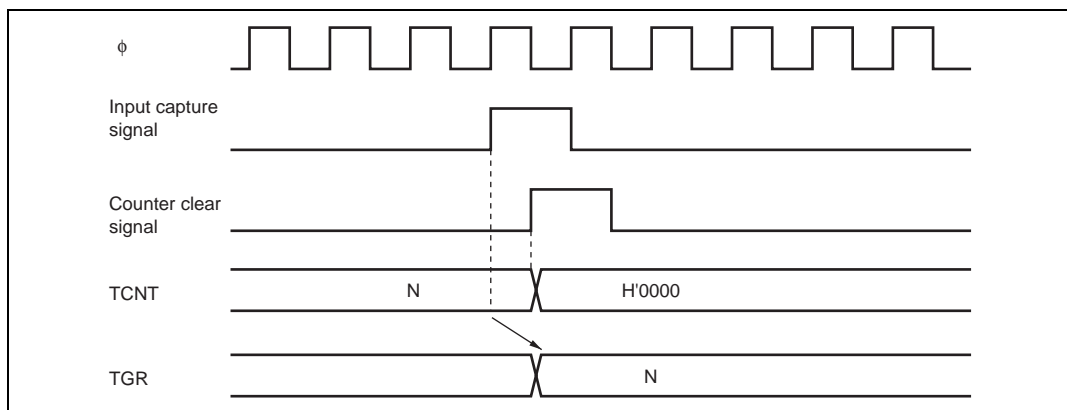 ϕ
Input capture
signal
Counter clear
signal
TCNT
N
H'0000
TGR
N